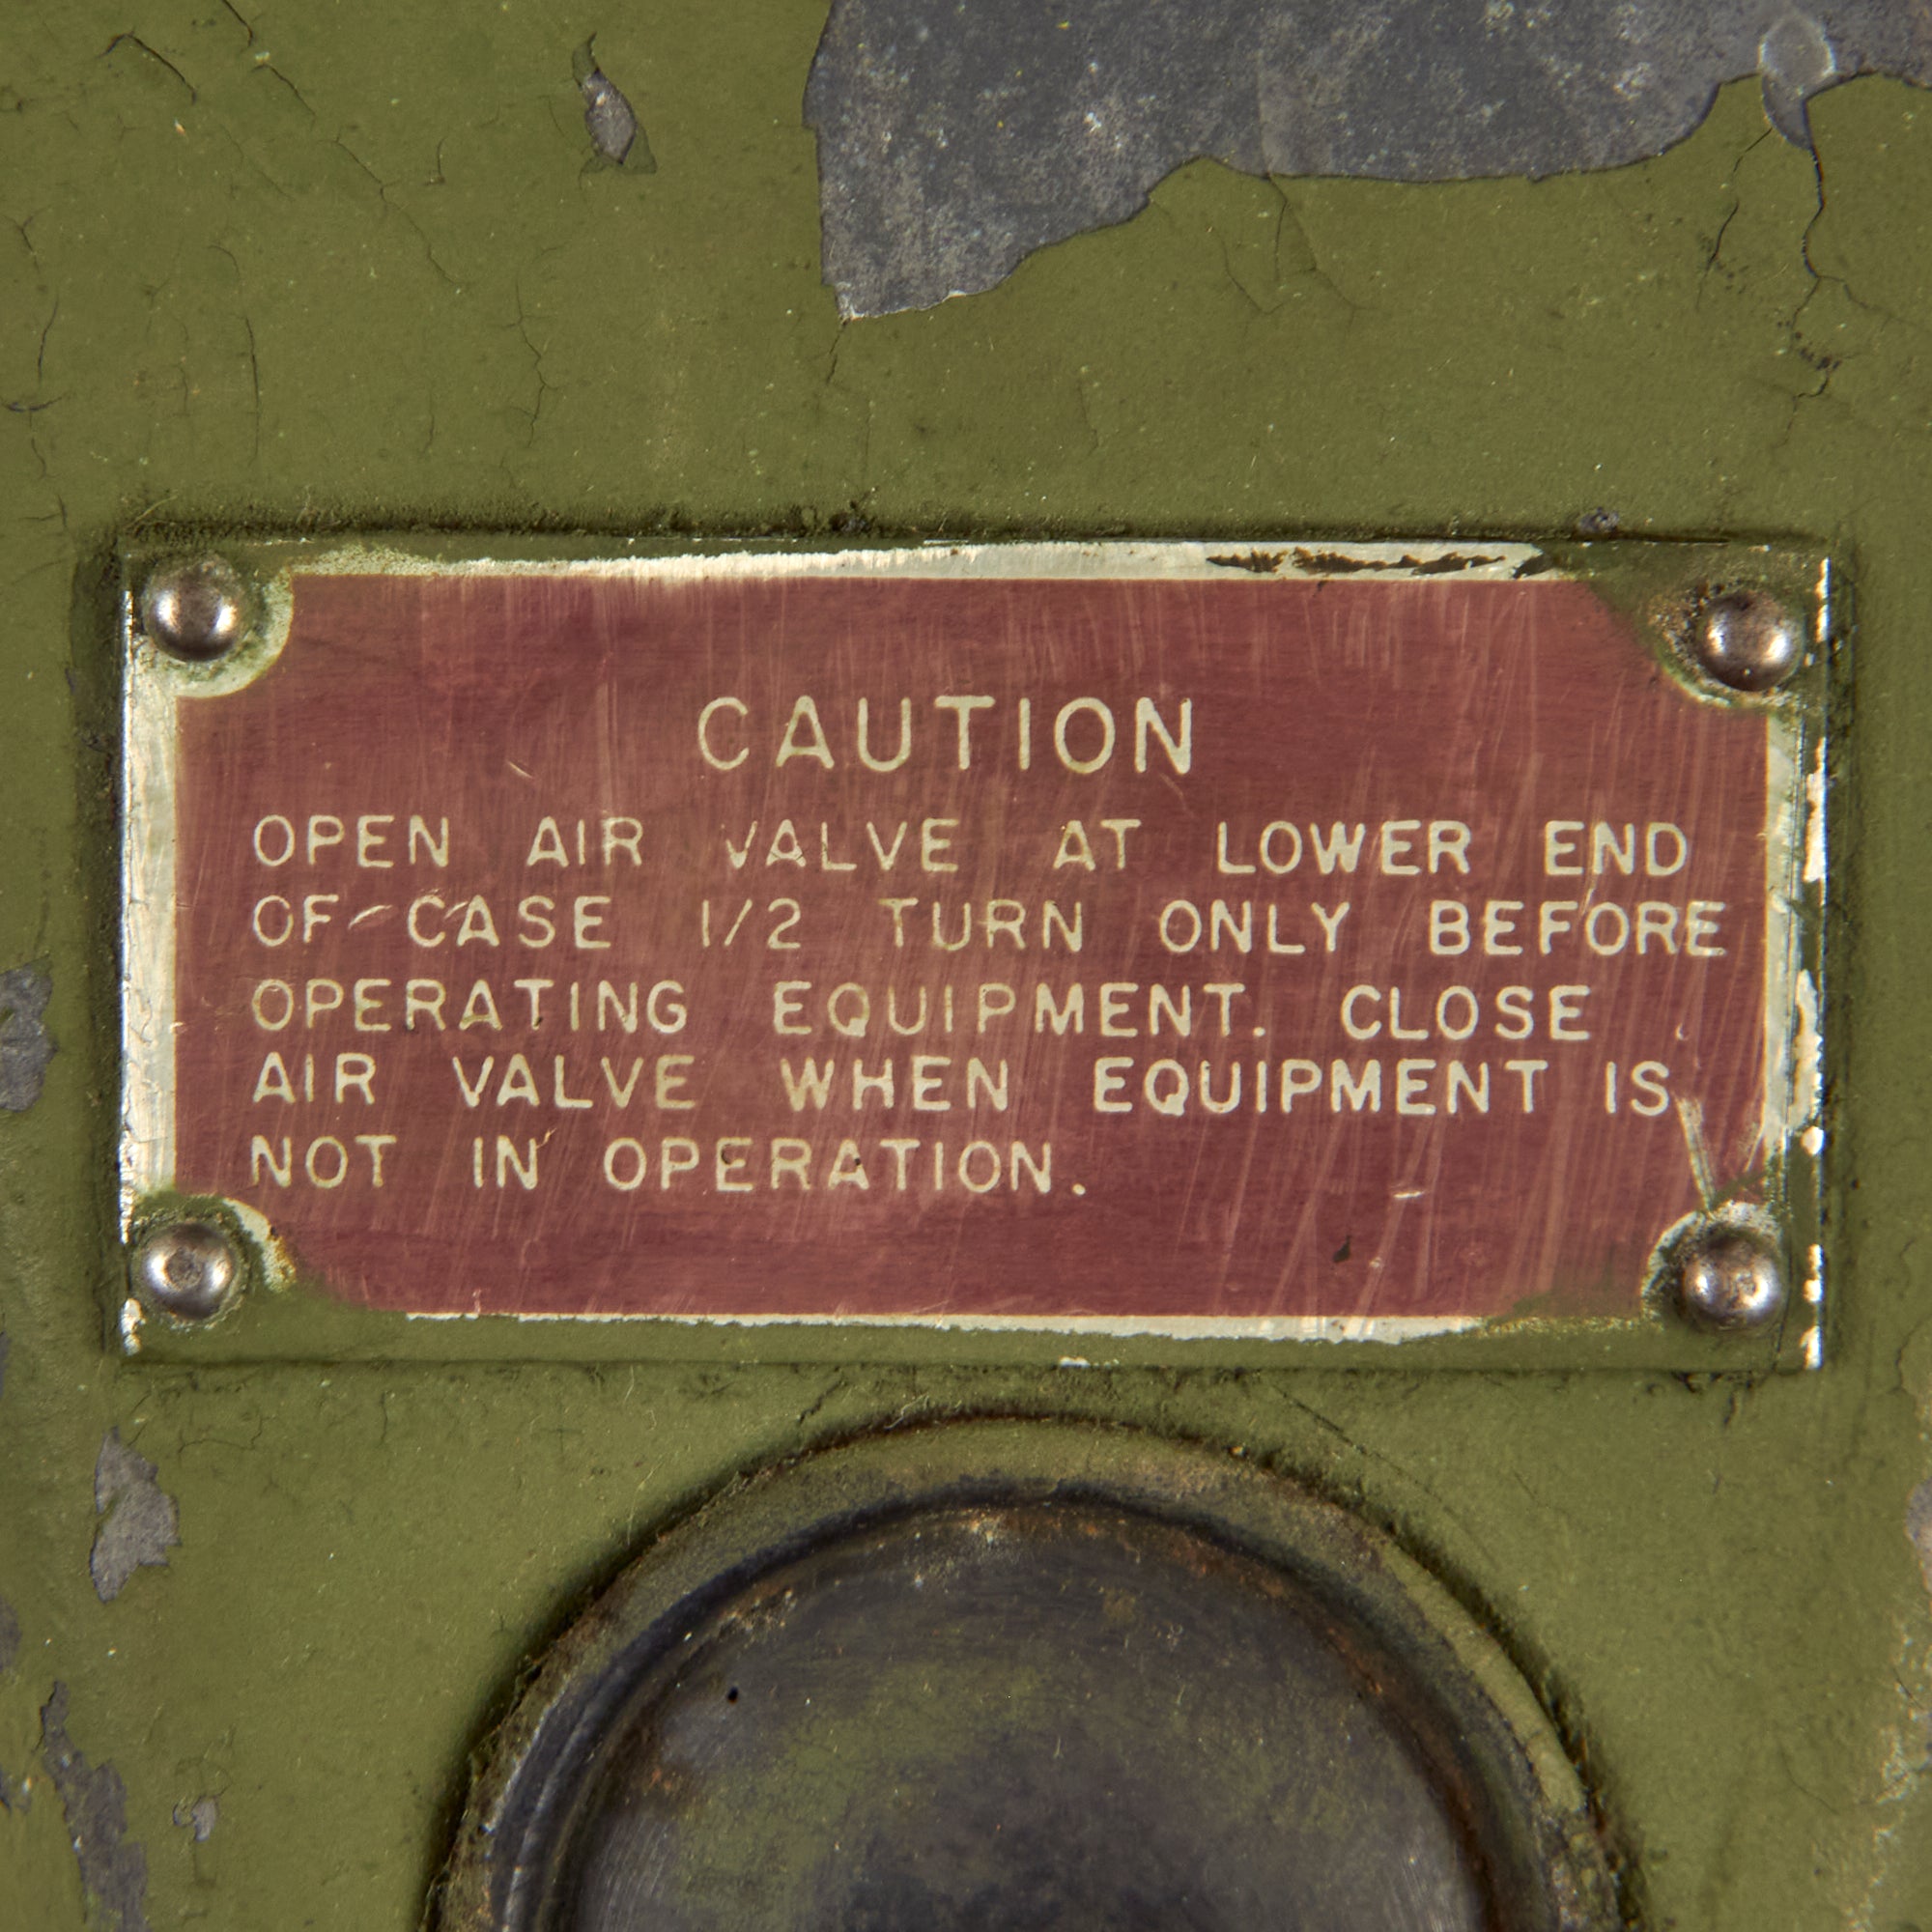 CAUTION
OPEN AIR VALVE AT LOWER END
OF CASE 1/2 TURN ONLY BEFORE
OPERATING EQUIPMENT. CLOSE
AIR VALVE WHEN EQUIPMENT IS
NOT IN OPERATION.